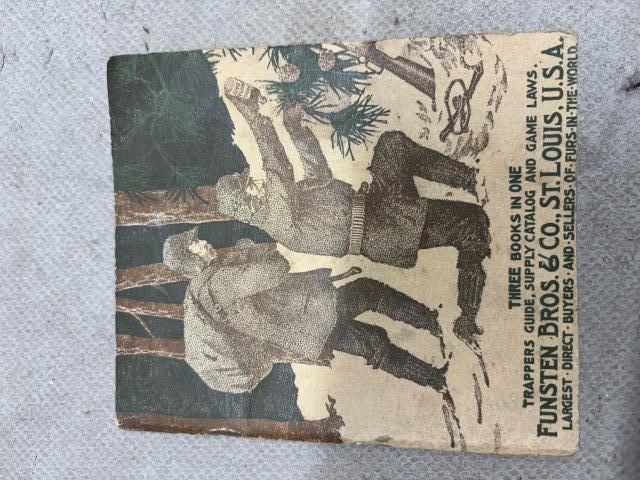 THREE BOOKS IN ONE
TRAPPERS GUIDE, SUPPLY CATALOG AND GAME LAWS.
FUNSTEN BROS. & CO., ST. LOUIS, U.S.A.
LARGEST·DIRECT·BUYERS·AND·SELLERS·OF·FURS·IN·THE·WORLD.